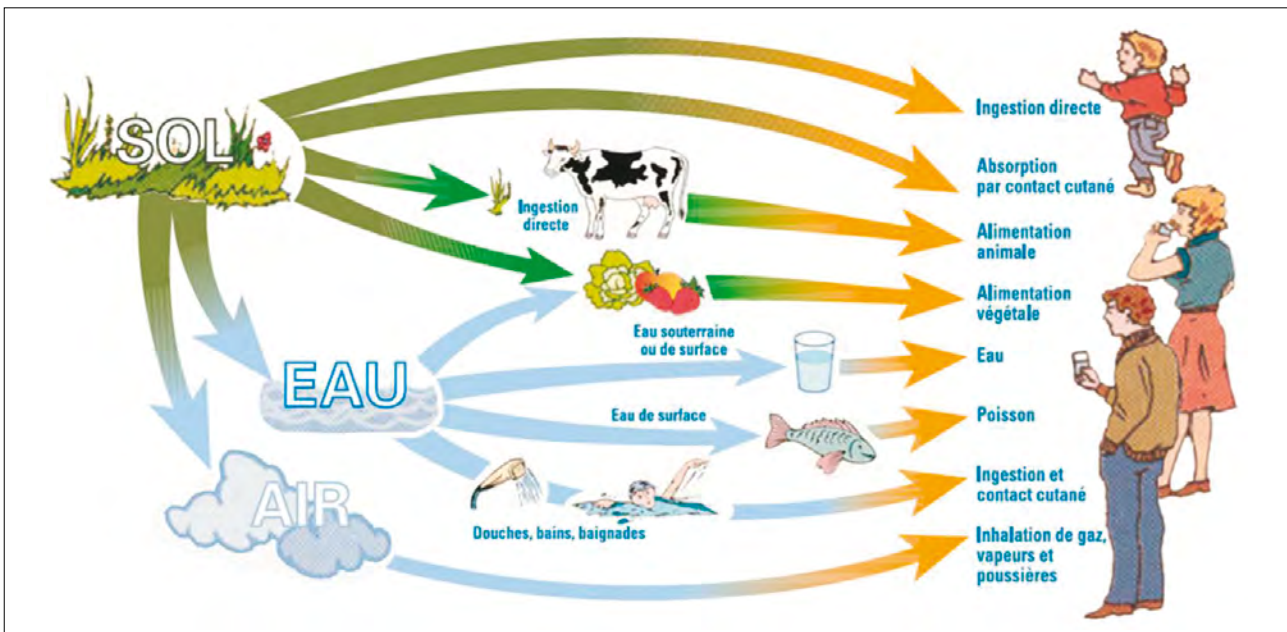 SOL
Ingestion directe
Absorption
par contact cutané
Ingestion
directe
Alimentation
animale
Alimentation
végétale
Eau souterraine
ou de surface
Eau
EAU
Eau de surface
Poisson
AIR
Douches, bains, baignades
Ingestion et
contact cutané
Inhalation de gaz,
vapeurs et
poussières